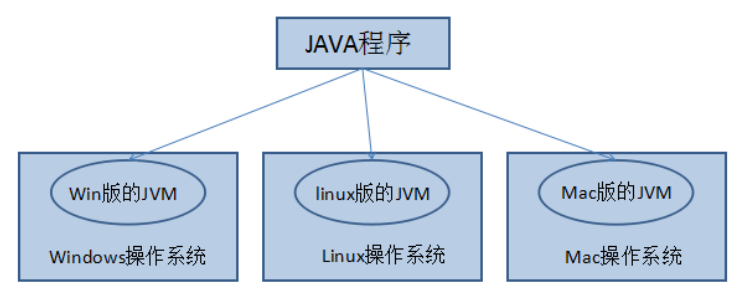 JAVA程序
Win版的JVM
linux版的JVM
Mac版的JVM
Windows操作系统
Linux操作系统
Mac操作系统